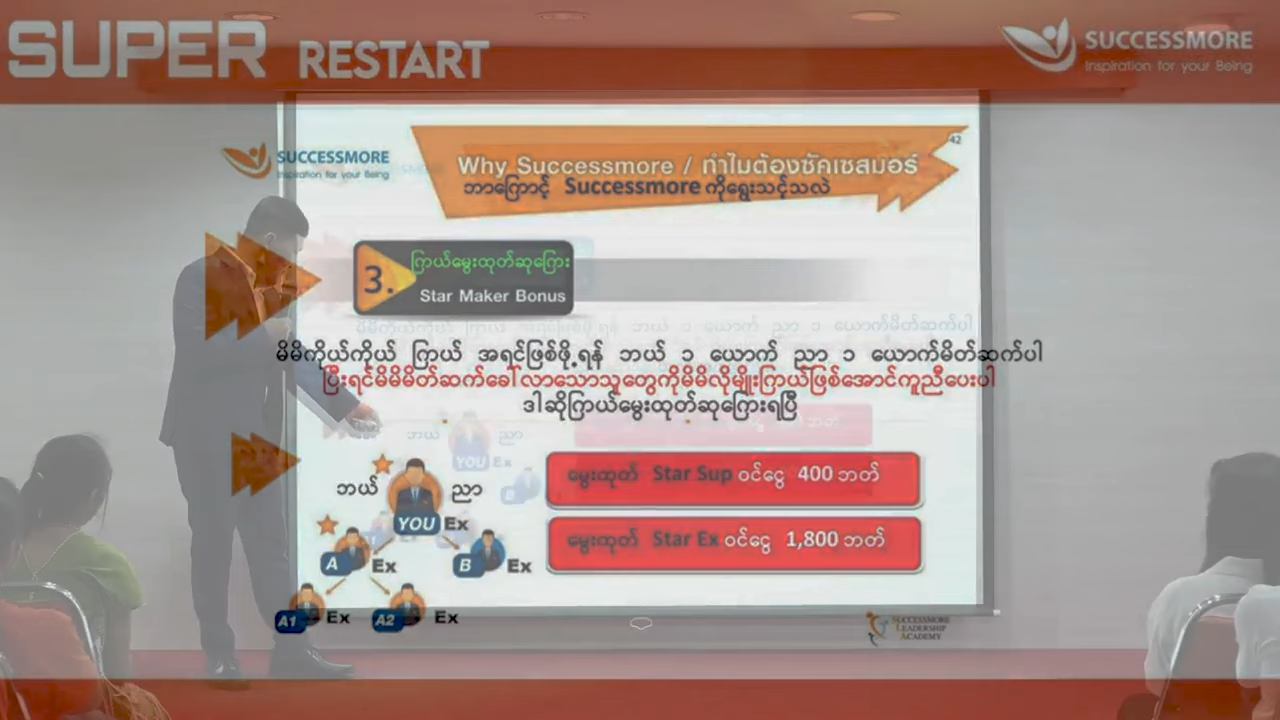 SUPER RESTART
SUCCESSMORE
Inspiration for your Being
42
SUCCESSMORE
Inspiration for your Being
Why Successmore / ทำไมต้องซัคเซสมอร์
ဘာကြောင့် Successmore ကိုရွေးသင့်သလဲ
3. ကြယ်မွေးထုတ်ဆုကြေး
Star Maker Bonus
မိမိကိုယ်ကိုယ် ကြယ် အရင်ဖြစ်ဖို့ ရန် ဘယ် ၁ ယောက် ညာ ၁ ယောက်မိတ်ဆက်ပါ
ပြီးရင်မိမိမိတ်ဆက်ခေါ်လာသောသူတွေကိုမိမိလိုမျိုးကြယ်ဖြစ်အောင်ကူညီပေးပါ
ဒါဆိုကြယ်မွေးထုတ်ဆုကြေးရပြီ
ဘယ် ညာ
YOU Ex
A Ex B Ex
A1 Ex A2 Ex
မွေးထုတ် Star Sup ဝင်ငွေ 400 ဘတ်
မွေးထုတ် Star Ex ဝင်ငွေ 1,800 ဘတ်
SUCCESSMORE
LEADERSHIP
ACADEMY